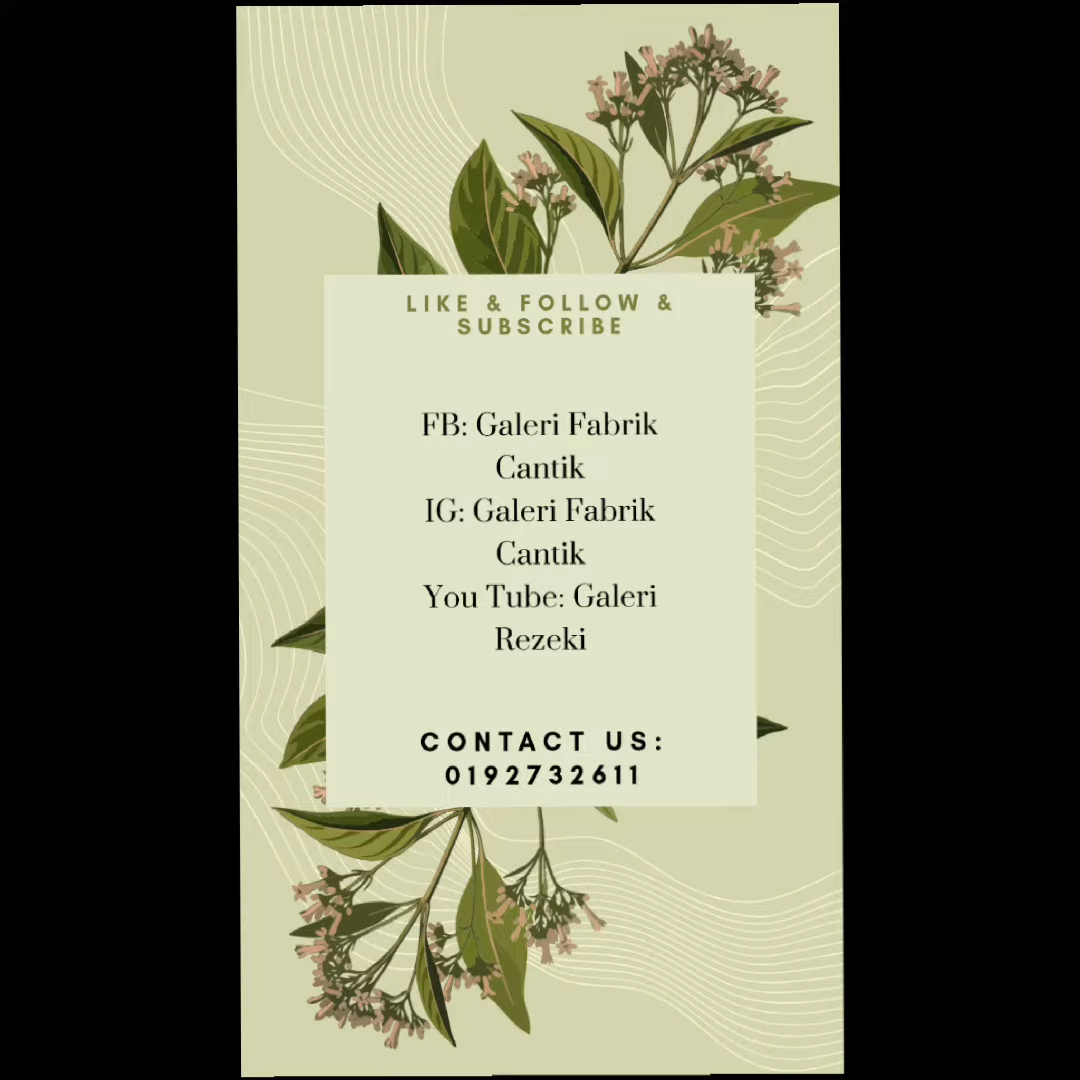 LIKE & FOLLOW &
SUBSCRIBE
FB: Galeri Fabrik
Cantik
IG: Galeri Fabrik
Cantik
You Tube: Galeri
Rezeki
CONTACT US:
0192732611